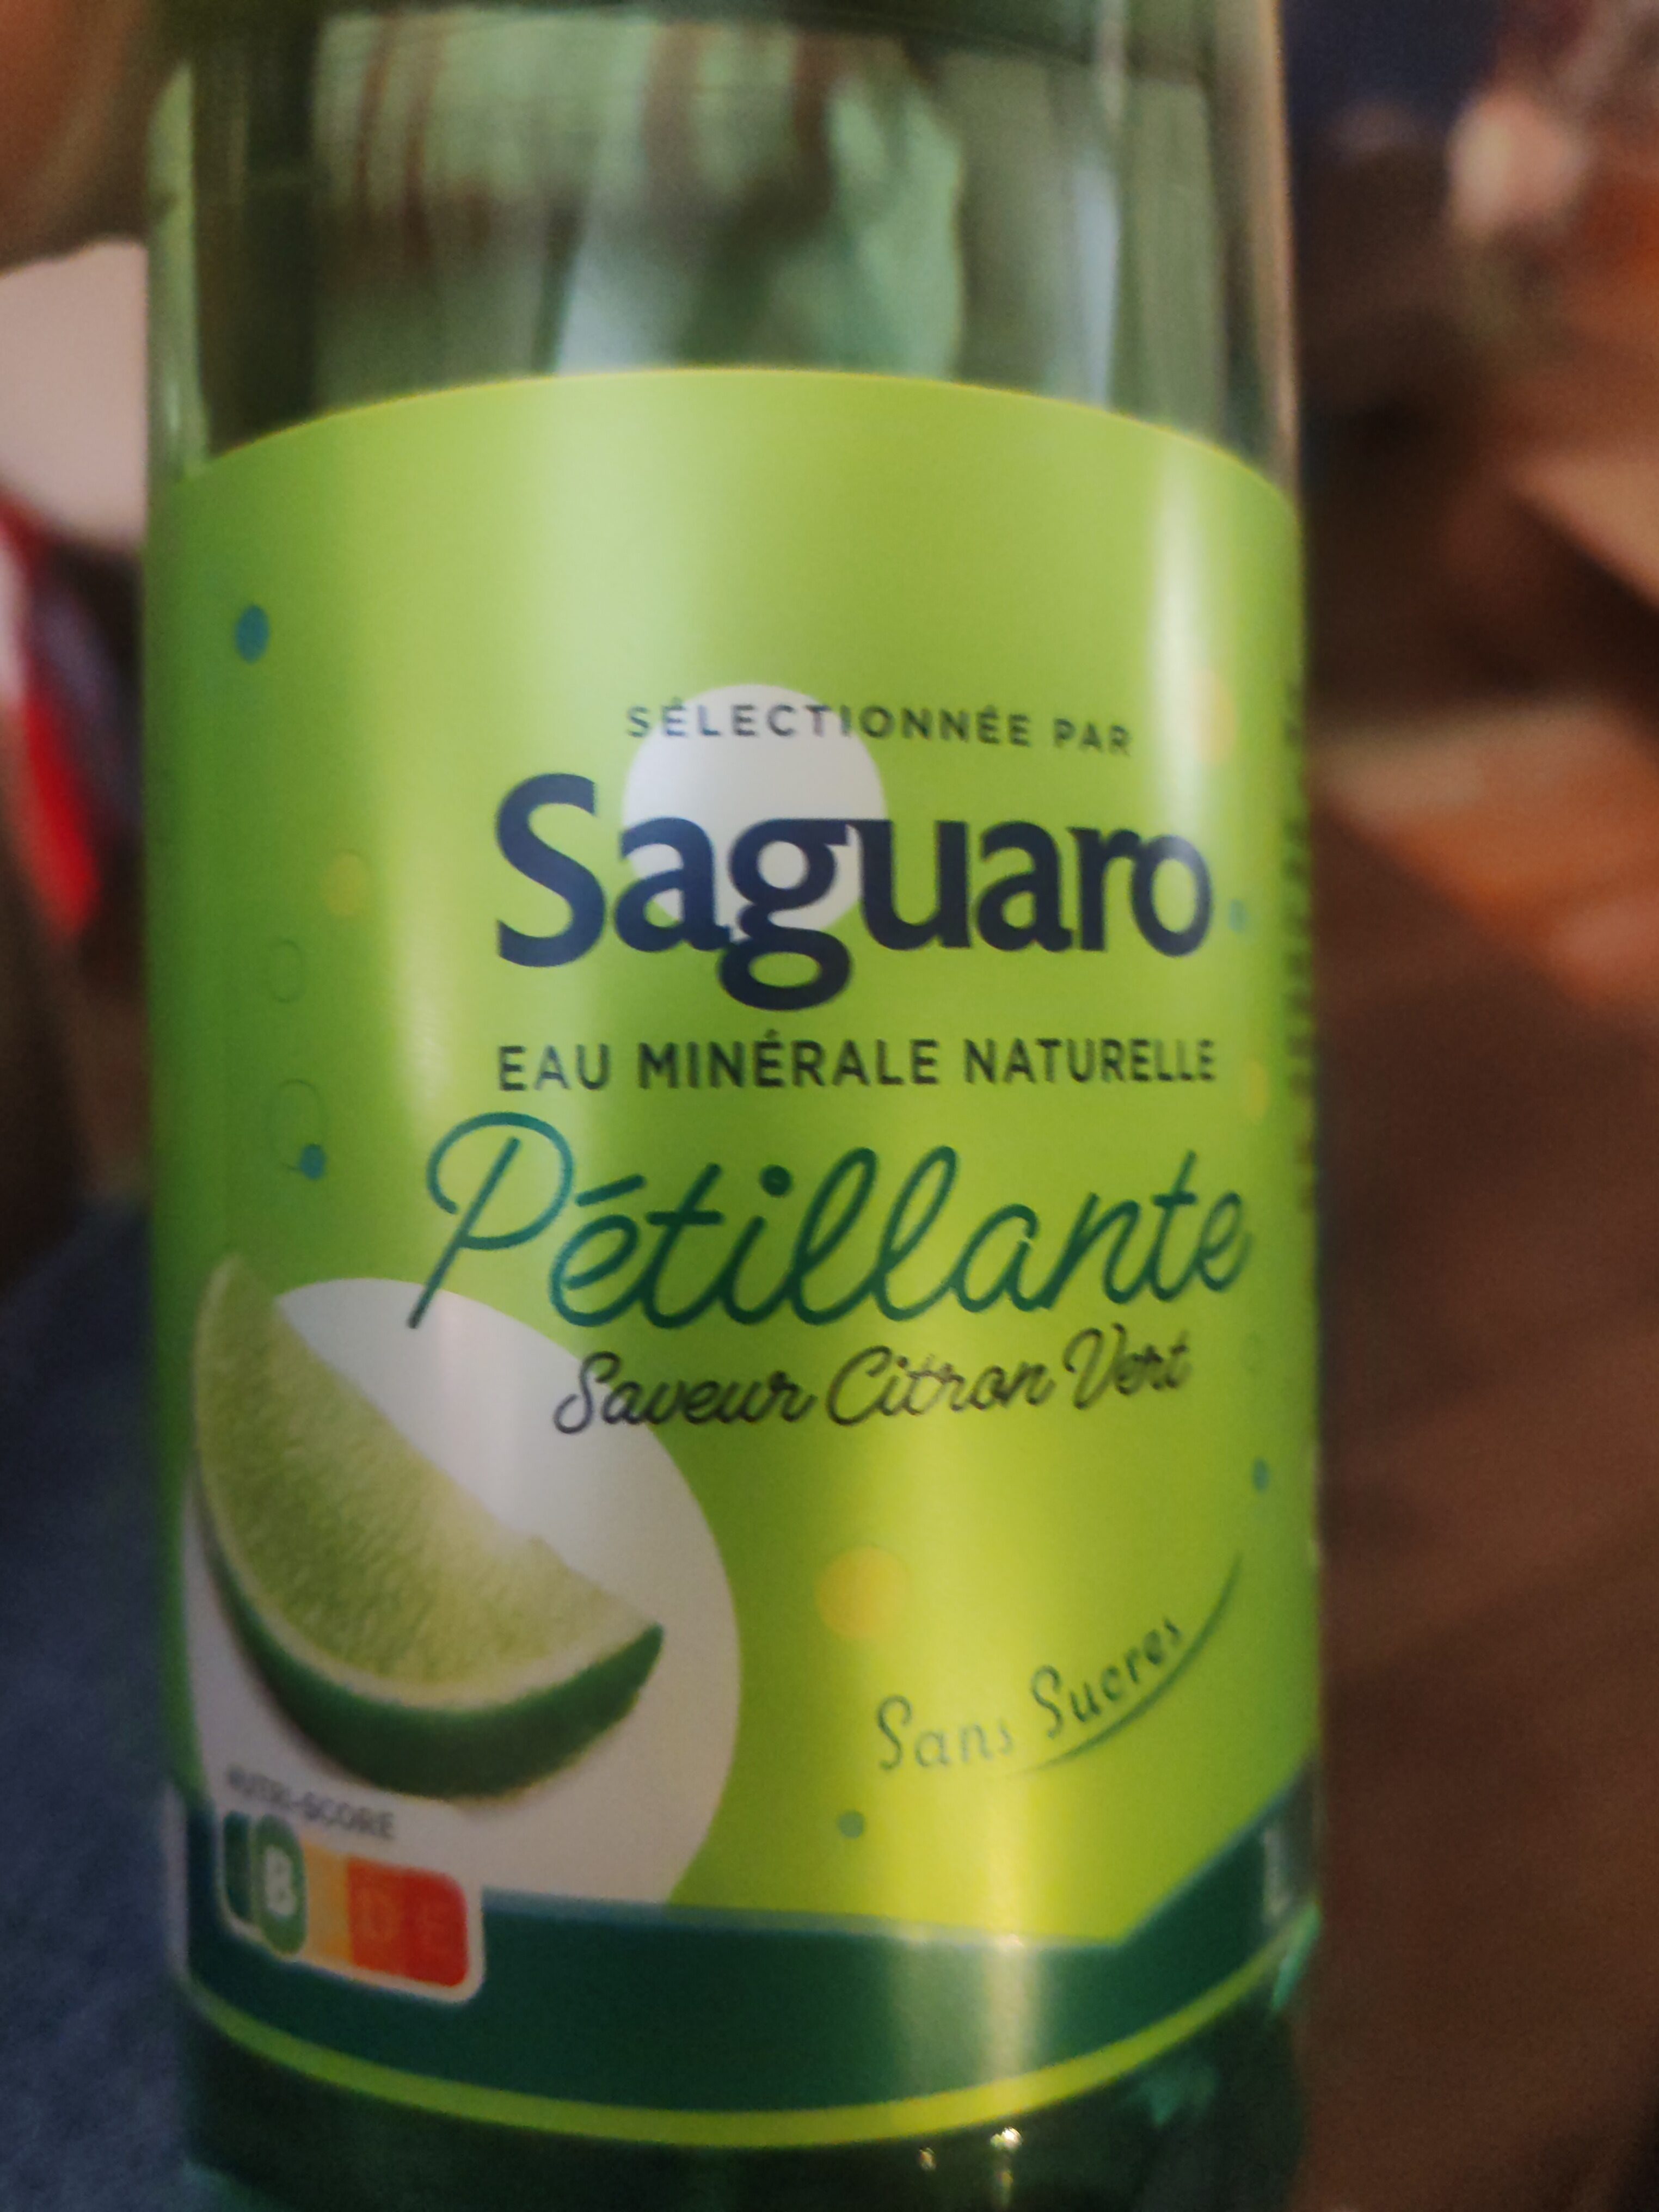 SÉLECTIONNÉE PAR
Saguaro
EAU MINÉRALE NATURELLE
Pétillante
Saveur Citron Vert
Sans Sucres
NUTRI-SCORE
B D E